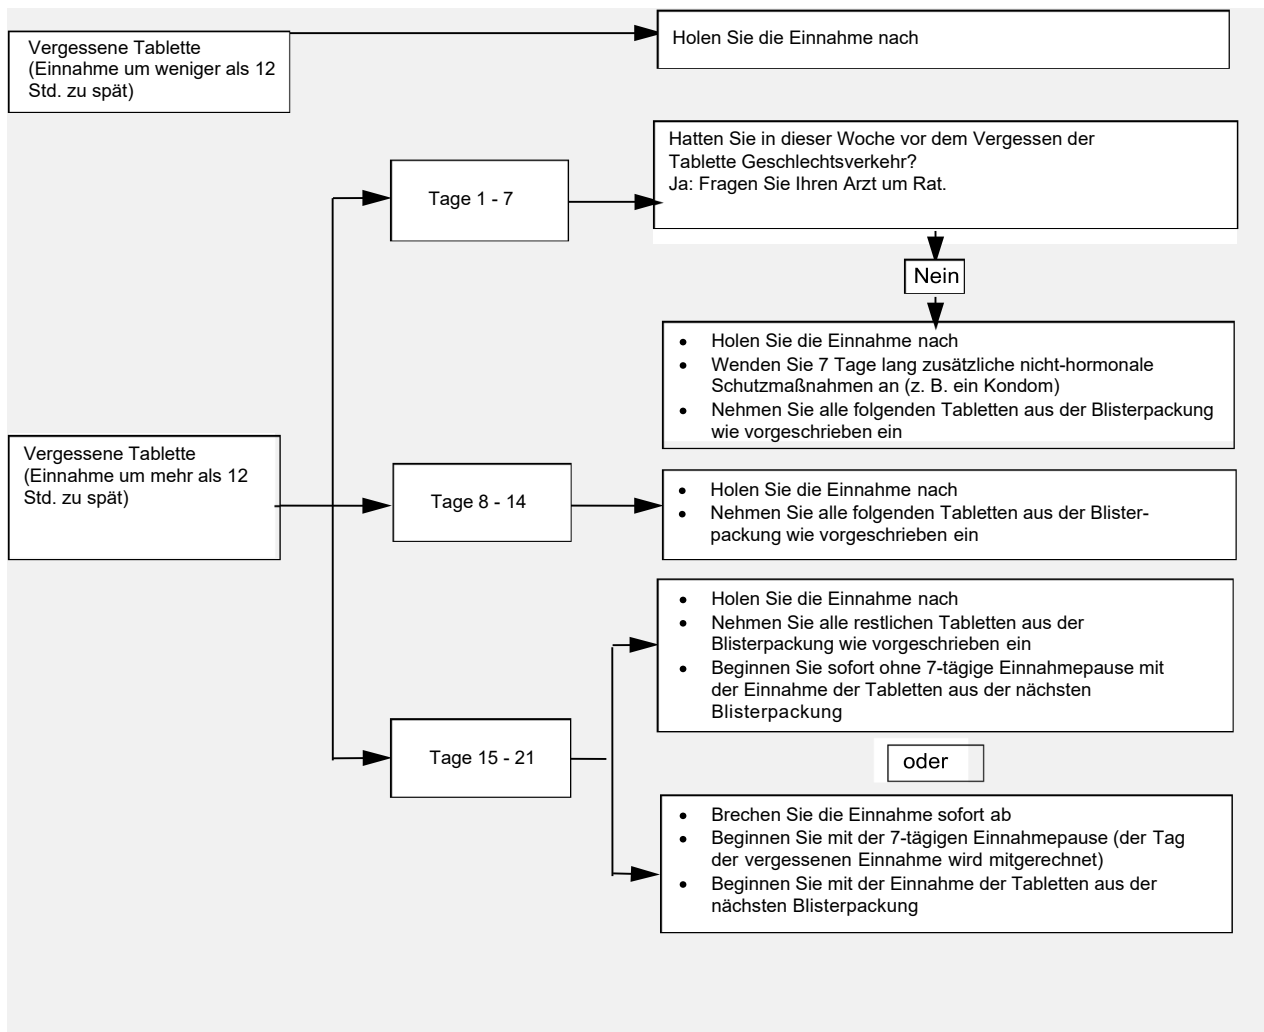 Vergessene Tablette
(Einnahme um weniger als 12
Std. zu spät)
Holen Sie die Einnahme nach
Hatten Sie in dieser Woche vor dem Vergessen der
Tablette Geschlechtsverkehr?
Ja: Fragen Sie Ihren Arzt um Rat.
Tage 1 - 7
Nein
• Holen Sie die Einnahme nach
• Wenden Sie 7 Tage lang zusätzliche nicht-hormonale
Schutzmaßnahmen an (z. B. ein Kondom)
• Nehmen Sie alle folgenden Tabletten aus der Blisterpackung
wie vorgeschrieben ein
Vergessene Tablette
(Einnahme um mehr als 12
Std. zu spät)
Tage 8 - 14
• Holen Sie die Einnahme nach
• Nehmen Sie alle folgenden Tabletten aus der Blister-
packung wie vorgeschrieben ein
Tage 15 - 21
• Holen Sie die Einnahme nach
• Nehmen Sie alle restlichen Tabletten aus der
Blisterpackung wie vorgeschrieben ein
• Beginnen Sie sofort ohne 7-tägige Einnahmepause mit
der Einnahme der Tabletten aus der nächsten
Blisterpackung
oder
• Brechen Sie die Einnahme sofort ab
• Beginnen Sie mit der 7-tägigen Einnahmepause (der Tag
der vergessenen Einnahme wird mitgerechnet)
• Beginnen Sie mit der Einnahme der Tabletten aus der
nächsten Blisterpackung